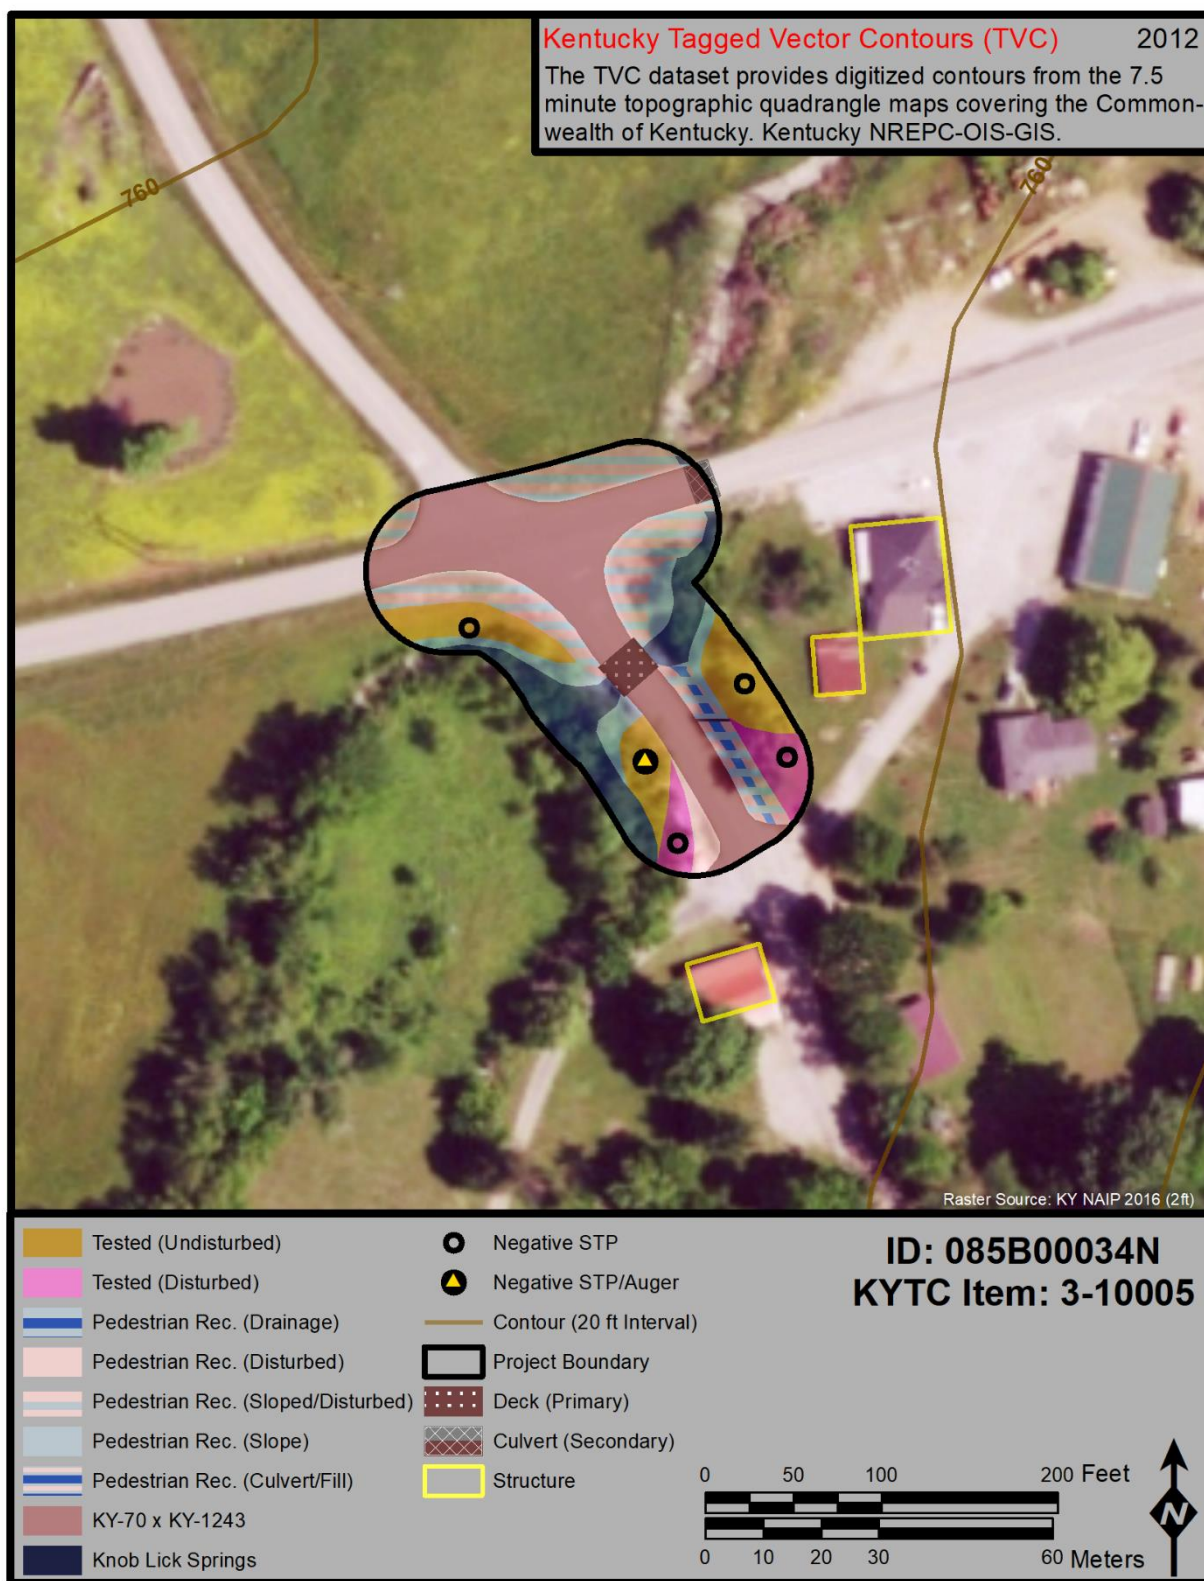 Kentucky Tagged Vector Contours (TVC) 2012
The TVC dataset provides digitized contours from the 7.5
minute topographic quadrangle maps covering the Common-
wealth of Kentucky. Kentucky NREPC-OIS-GIS.
760
760
Raster Source: KY NAIP 2016 (2ft)
Tested (Undisturbed)
Tested (Disturbed)
Pedestrian Rec. (Drainage)
Pedestrian Rec. (Disturbed)
Pedestrian Rec. (Sloped/Disturbed)
Pedestrian Rec. (Slope)
Pedestrian Rec. (Culvert/Fill)
KY-70 x KY-1243
Knob Lick Springs
Negative STP
Negative STP/Auger
Contour (20 ft Interval)
Project Boundary
Deck (Primary)
Culvert (Secondary)
Structure
ID: 085B00034N
KYTC Item: 3-10005
0 50 100 200 Feet
0 10 20 30 60 Meters
N